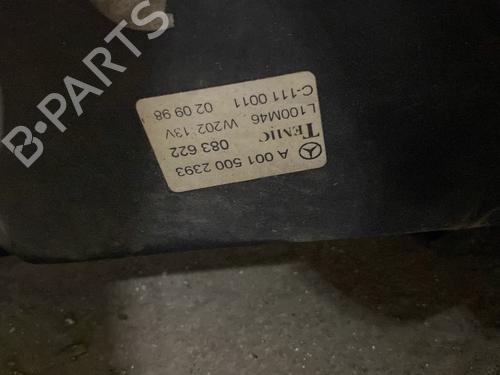 B-PARTS
A 001 500 2393
TEMIC 083 622
L100M46 W202 13V
C-111 0011 02 09 98